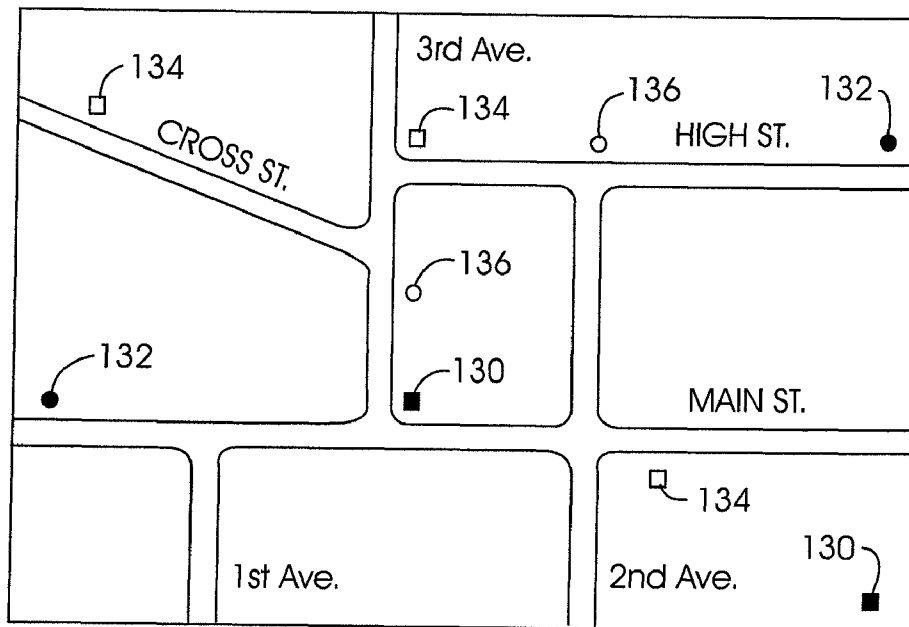 3rd Ave.
134
134
136
132
CROSS ST.
HIGH ST.
136
132
130
MAIN ST.
134
130
1st Ave.
2nd Ave.